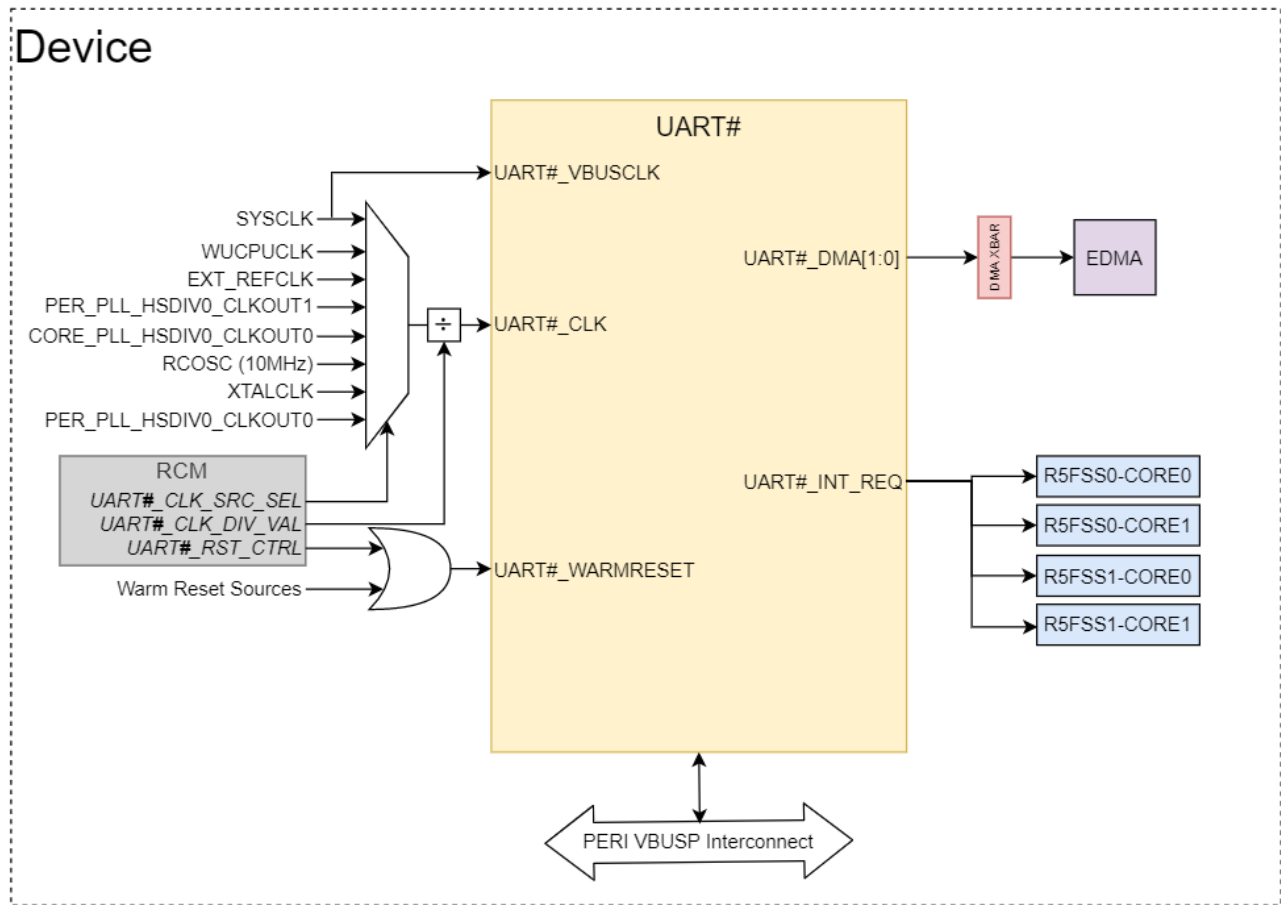 Device
UART#
UART#_VBUSCLK
SYSCLK
WUCPUCLK
EXT_REFCLK
PER_PLL_HSDIV0_CLKOUT1
CORE_PLL_HSDIV0_CLKOUT0
RCOSC (10MHz)
XTALCLK
PER_PLL_HSDIV0_CLKOUT0
÷
UART#_CLK
RCM
UART#_CLK_SRC_SEL
UART#_CLK_DIV_VAL
UART#_RST_CTRL
Warm Reset Sources
UART#_WARMRESET
UART#_DMA[1:0]
DMA XBAR
EDMA
UART#_INT_REQ
R5FSS0-CORE0
R5FSS0-CORE1
R5FSS1-CORE0
R5FSS1-CORE1
PERI VBUSP Interconnect